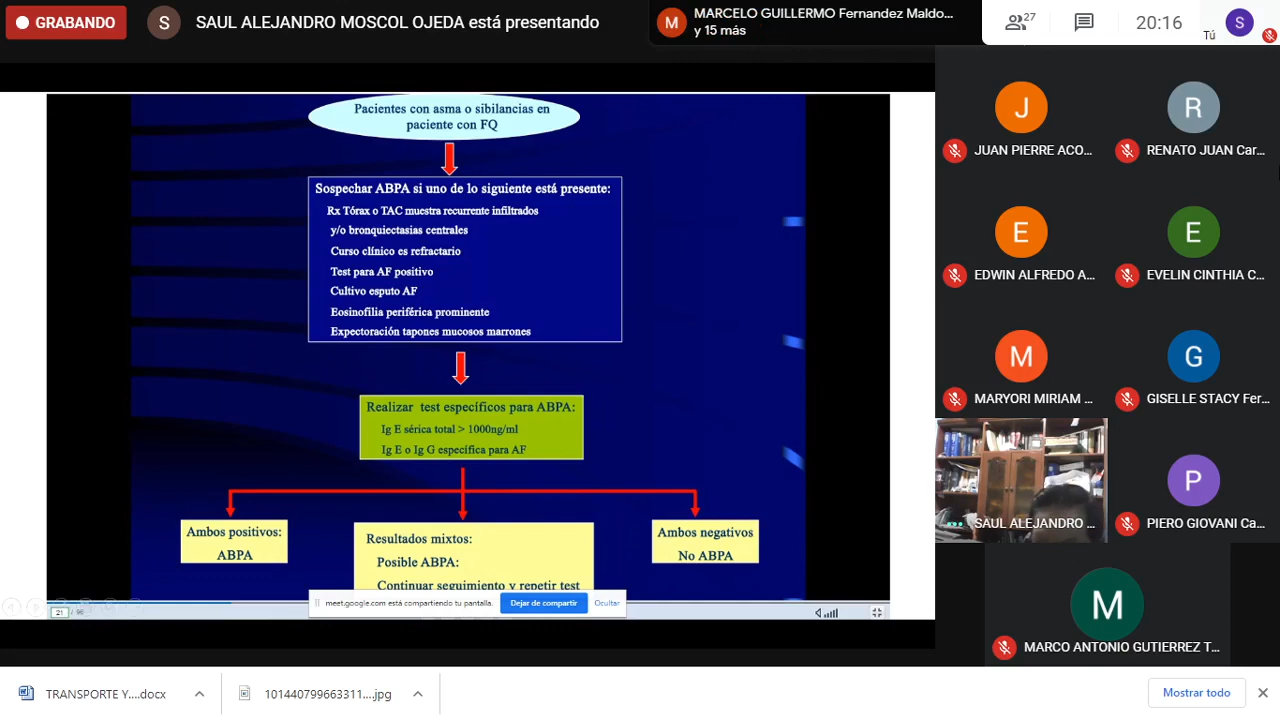 GRABANDO
S
SAUL ALEJANDRO MOSCOL OJEDA está presentando
M
MARCELO GUILLERMO Fernandez Maldo...
y 15 más
27
20:16
Tú
S
Pacientes con asma o sibilancias en
paciente con FQ
Sospechar ABPA si uno de lo siguiente está presente:
Rx Tórax o TAC muestra recurrente infiltrados
y/o bronquiectasias centrales
Curso clínico es refractario
Test para AF positivo
Cultivo esputo AF
Eosinofilia periférica prominente
Expectoración tapones mucosos marrones
Realizar test específicos para ABPA:
Ig E sérica total > 1000ng/ml
Ig E o Ig G específica para AF
Ambos positivos:
ABPA
Resultados mixtos:
Posible ABPA:
Continuar seguimiento y repetir test
Ambos negativos
No ABPA
meet.google.com está compartiendo tu pantalla.
Dejar de compartir
Ocultar
21
J
JUAN PIERRE ACO...
R
RENATO JUAN Car...
E
EDWIN ALFREDO A...
E
EVELIN CINTHIA C...
M
MARYORI MIRIAM ...
G
GISELLE STACY Fer...
SAUL ALEJANDRO ...
P
PIERO GIOVANI Ca...
M
MARCO ANTONIO GUTIERREZ T...
TRANSPORTE Y....docx
101440799663311....jpg
Mostrar todo